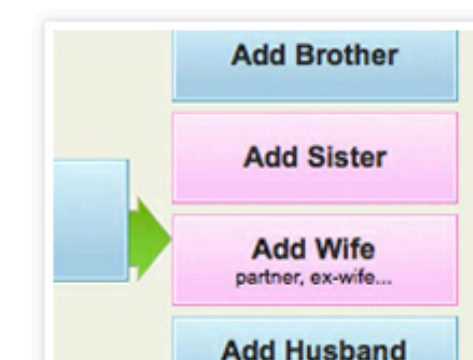 Add Brother
Add Sister
Add Wife
partner, ex-wife...
Add Husband